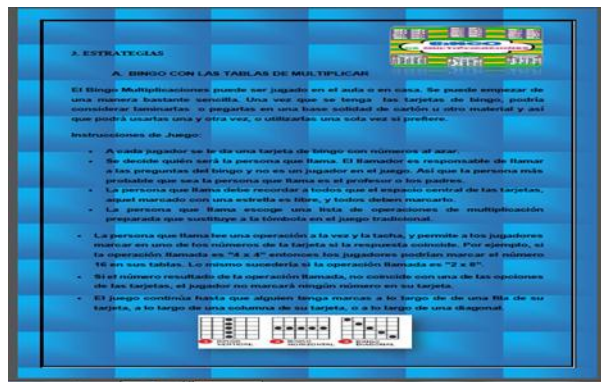 BINGO
DE MULTIPLICACIONES
3. ESTRATEGIAS
A. BINGO CON LAS TABLAS DE MULTIPLICAR
El Bingo Multiplicaciones puede ser jugado en el aula o en casa. Se puede empezar de
una manera bastante sencilla. Una vez que se tenga las tarjetas de bingo, podría
considerar laminarlas o pegarlas en una base solidad de cartón u otro material y así
que podrá usarlas una y otra vez, o utilizarlas una sola vez si prefiere.
Instrucciones de Juego:
• A cada jugador se le da una tarjeta de bingo con números al azar.
• Se decide quién será la persona que llama. El llamador es responsable de llamar
a las preguntas del bingo y no es un jugador en el juego. Así que la persona más
probable que sea la persona que llama es el profesor o los padres.
• La persona que llama debe recordar a todos que el espacio central de las tarjetas,
aquel marcado con una estrella es libre, y todos deben marcarlo.
• La persona que llama escoge una lista de operaciones de multiplicación
preparada que sustituye a la tómbola en el juego tradicional.
• La persona que llama lee una operación a la vez y la tacha, y permite a los jugadores
marcar en uno de los números de la tarjeta si la respuesta coincide. Por ejemplo, si
la operación llamada es "4 x 4" entonces los jugadores podrían marcar el número
16 en sus tablas. Lo mismo sucedería si la operación llamada es "2 x 8".
• Si el número resultado de la operación llamada, no coincide con una de las opciones
de las tarjetas, el jugador no marcará ningún número en su tarjeta.
• El juego continúa hasta que alguien tenga marcas a lo largo de de una fila de su
tarjeta, a lo largo de una columna de su tarjeta, o a lo largo de una diagonal.
1 BINGO VERTICAL 2 BINGO HORIZONTAL 3 BINGO DIAGONAL